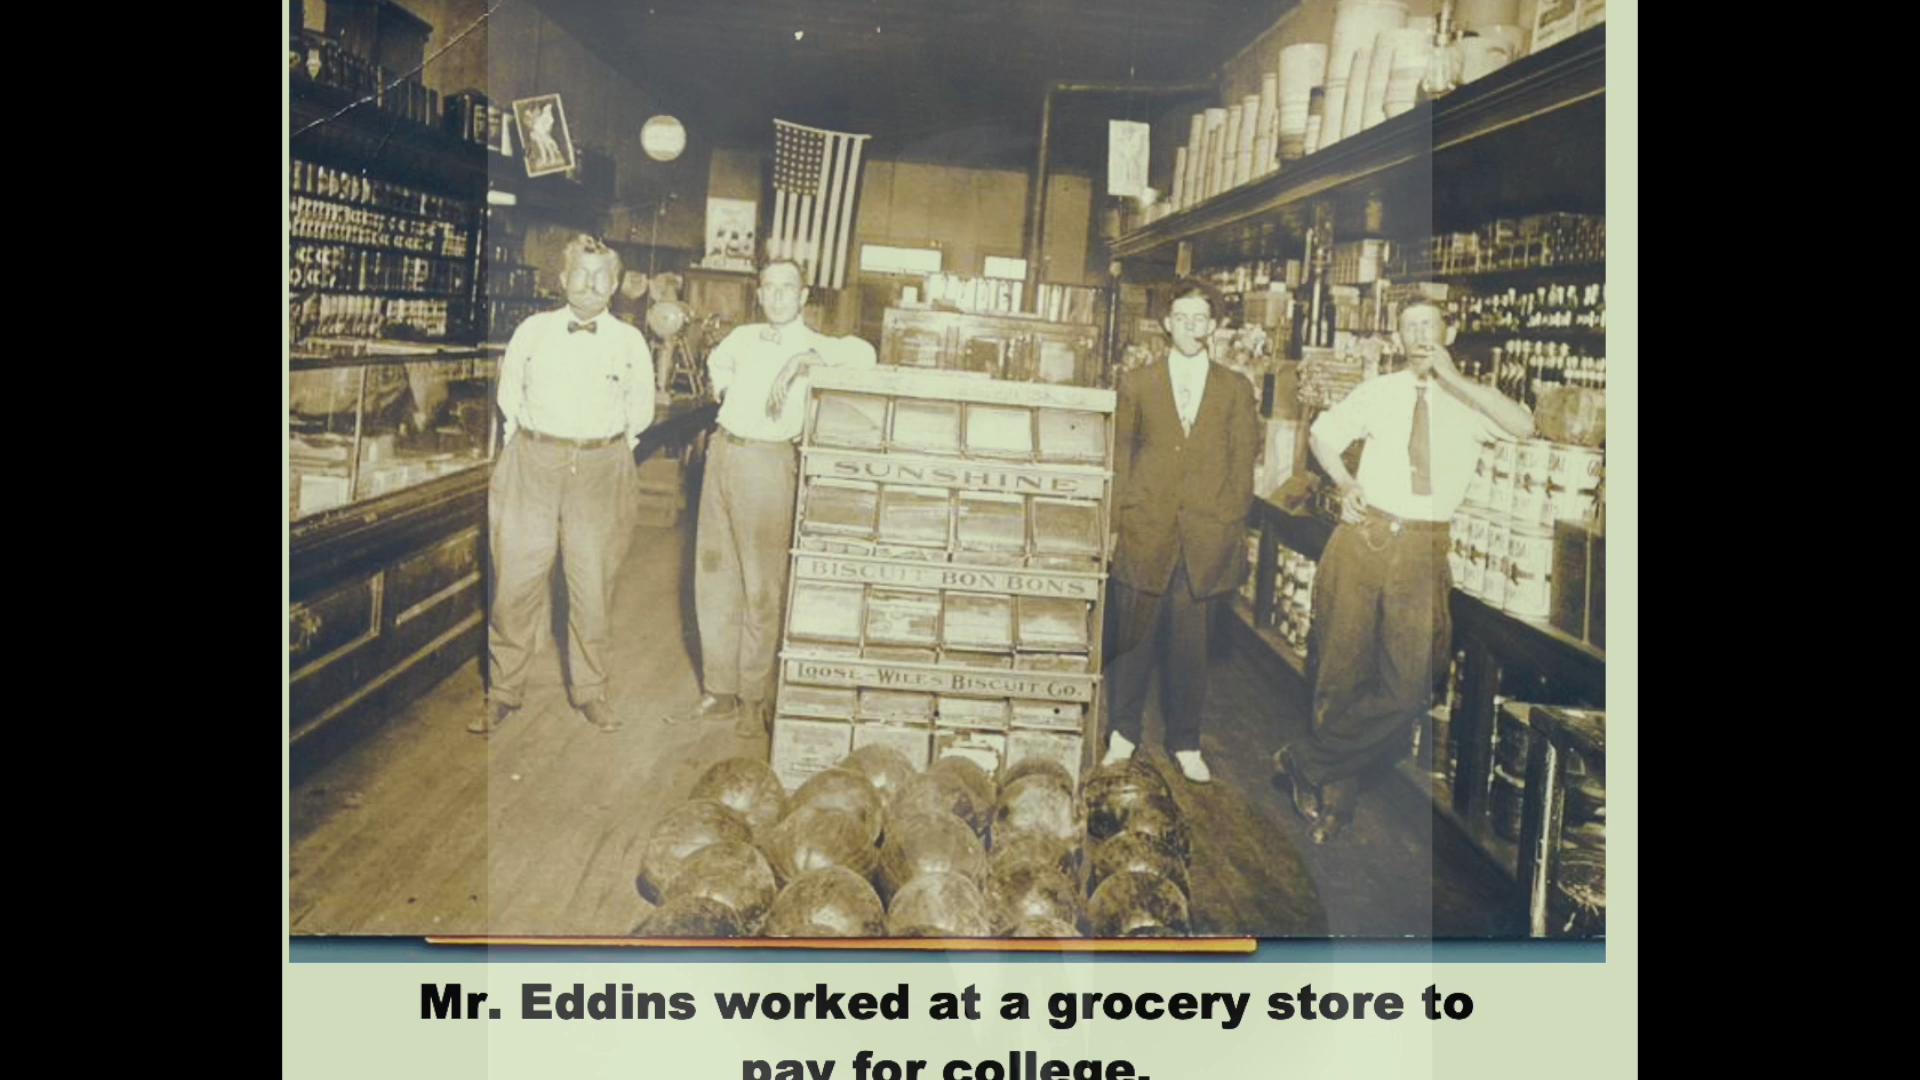 SUNSHINE
BISCUIT BON BONS
LOOSE-WILES BISCUIT CO.
Mr. Eddins worked at a grocery store to
pay for college.